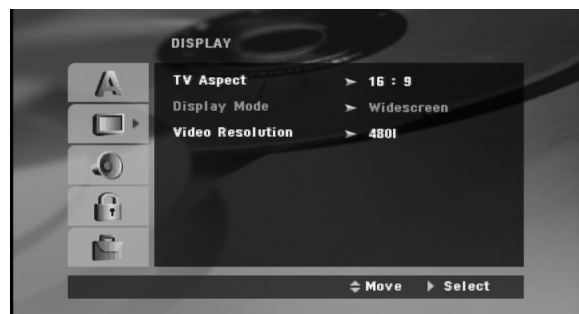 DISPLAY
A
TV Aspect ➣ 16 : 9
Display Mode ➣ Widescreen
Video Resolution ➣ 480I
Move Select